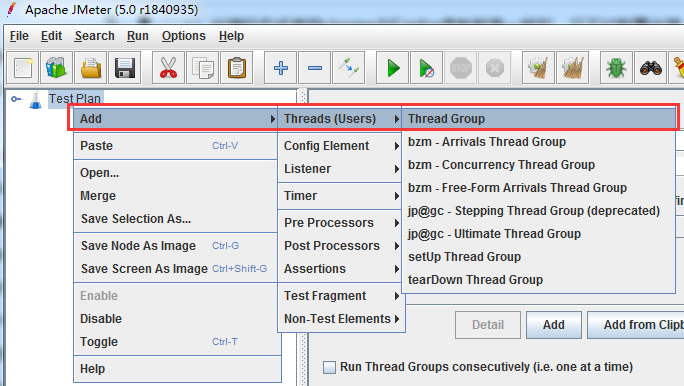 Apache JMeter (5.0 r1840935)
File Edit Search Run Options Help
STOP
Test Plan
Add Threads (Users) Thread Group
Paste Ctrl-V Config Element bzm - Arrivals Thread Group
Open... Listener bzm - Concurrency Thread Group
Merge Timer bzm - Free-Form Arrivals Thread Group
Save Selection As... Pre Processors jp@gc - Stepping Thread Group (deprecated)
Save Node As Image Ctrl-G Post Processors jp@gc - Ultimate Thread Group
Save Screen As Image Ctrl+Shift-G Assertions setUp Thread Group
Enable Test Fragment tearDown Thread Group
Disable Non-Test Elements
Toggle Ctrl-T
Help
Detail Add Add from Clipb
Run Thread Groups consecutively (i.e. one at a time)